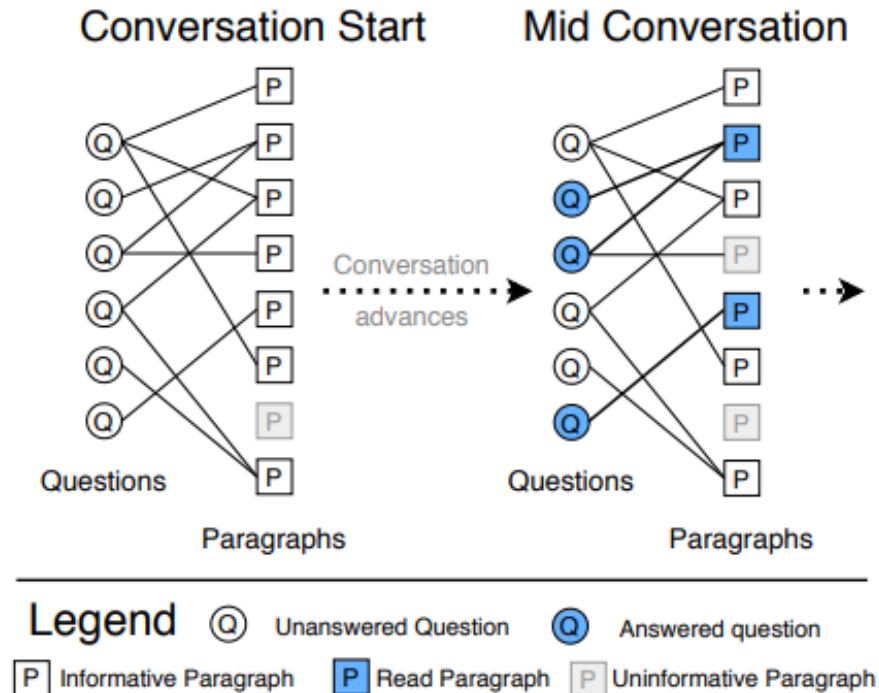 Conversation Start
Mid Conversation
P
P
Q
P
Q
P
Q
P
Q
P
Q
P
Q
P
P
Questions
Paragraphs
Conversation
advances
P
Q
P
Q
P
Q
P
Q
P
Q
P
Q
P
P
Questions
Paragraphs
Legend
Q Unanswered Question
Q Answered question
P Informative Paragraph
P Read Paragraph
P Uninformative Paragraph